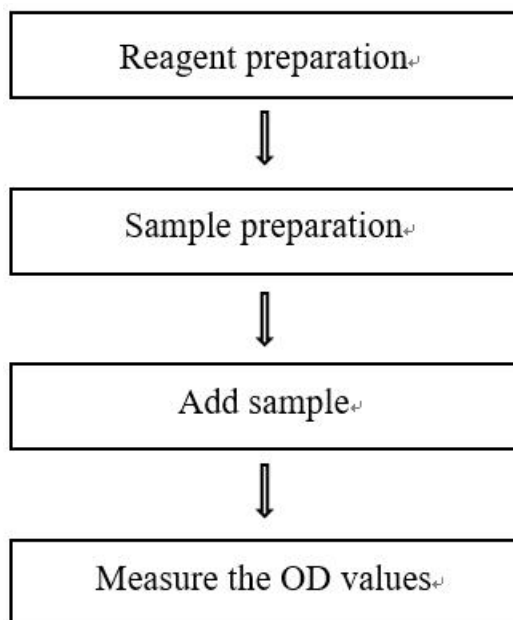 Reagent preparation
Sample preparation
Add sample
Measure the OD values